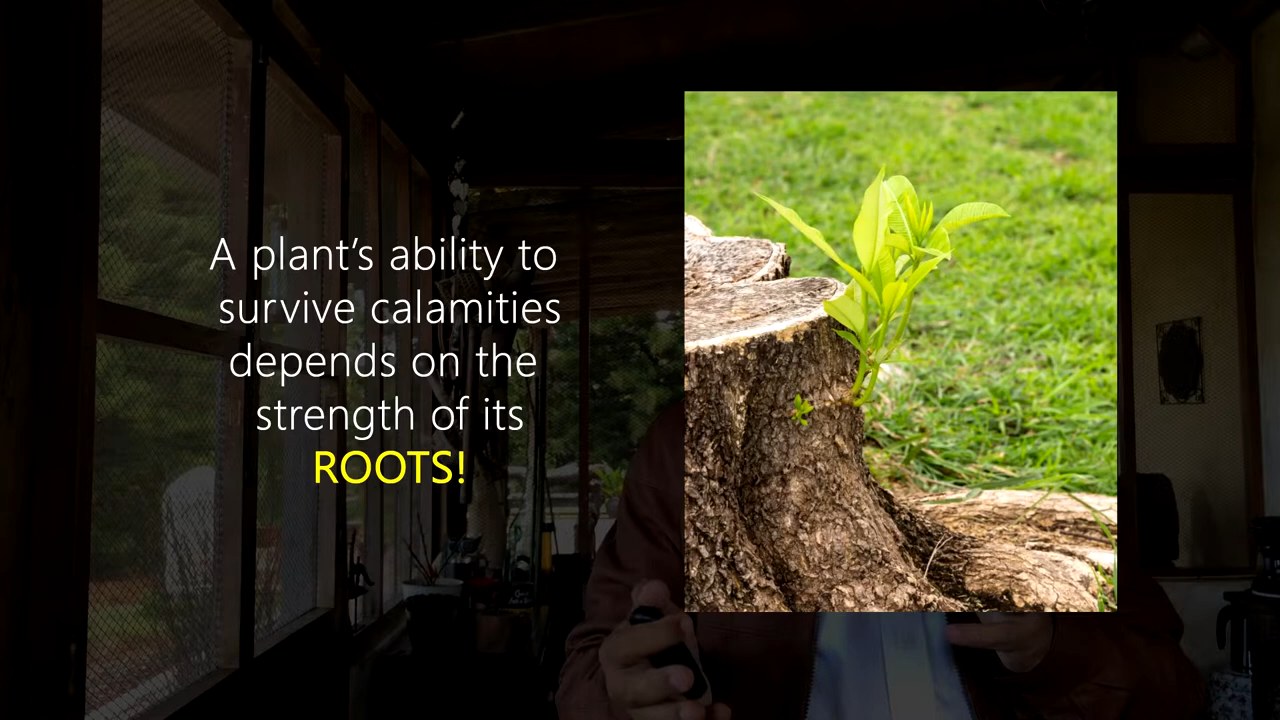 A plant’s ability to
survive calamities
depends on the
strength of its
ROOTS!